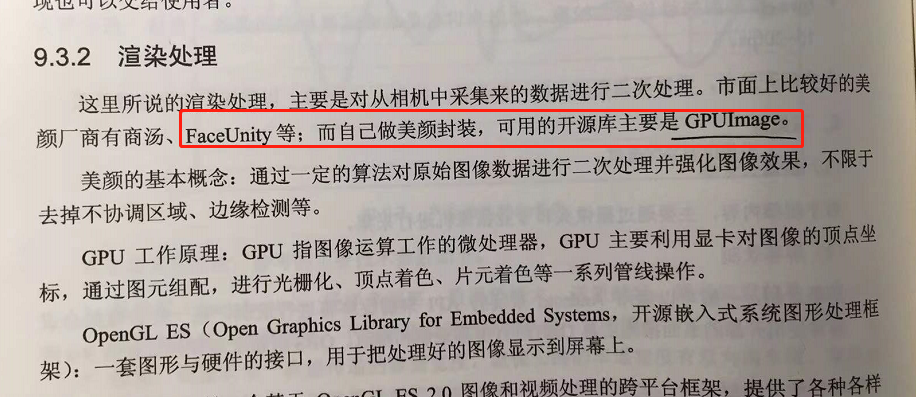 现也可以交给使用者。
9.3.2 渲染处理
这里所说的渲染处理，主要是对从相机中采集来的数据进行二次处理。市面上比较好的美
颜厂商有商汤、FaceUnity 等；而自己做美颜封装，可用的开源库主要是 GPUImage。
美颜的基本概念：通过一定的算法对原始图像数据进行二次处理并强化图像效果，不限于
去掉不协调区域、边缘检测等。
GPU 工作原理：GPU 指图像运算工作的微处理器，GPU 主要利用显卡对图像的顶点坐
标，通过图元组配，进行光栅化、顶点着色、片元着色等一系列管线操作。
OpenGL ES（Open Graphics Library for Embedded Systems，开源嵌入式系统图形处理框
架）：一套图形与硬件的接口，用于把处理好的图像显示到屏幕上。
基于 OpenGL ES 2.0 图像和视频处理的跨平台框架，提供了各种各样